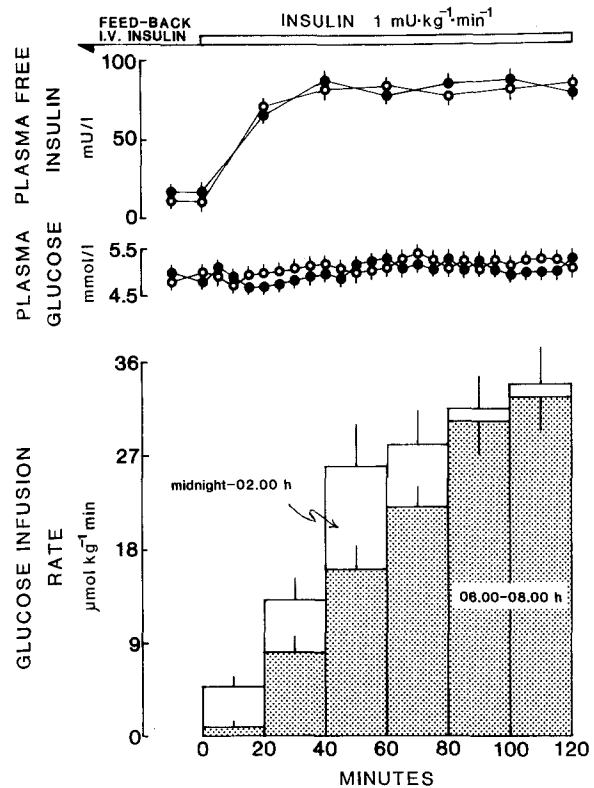 FEED-BACK
I.V. INSULIN
INSULIN 1 mU·kg⁻¹·min⁻¹
PLASMA FREE
INSULIN
mU/l
100
50
0
PLASMA
GLUCOSE
mmol/l
5.5
4.5
GLUCOSE INFUSION
RATE
µmol kg⁻¹ min
36
27
18
9
0
midnight–02.00 h
06.00–08.00 h
0 20 40 60 80 100 120
MINUTES